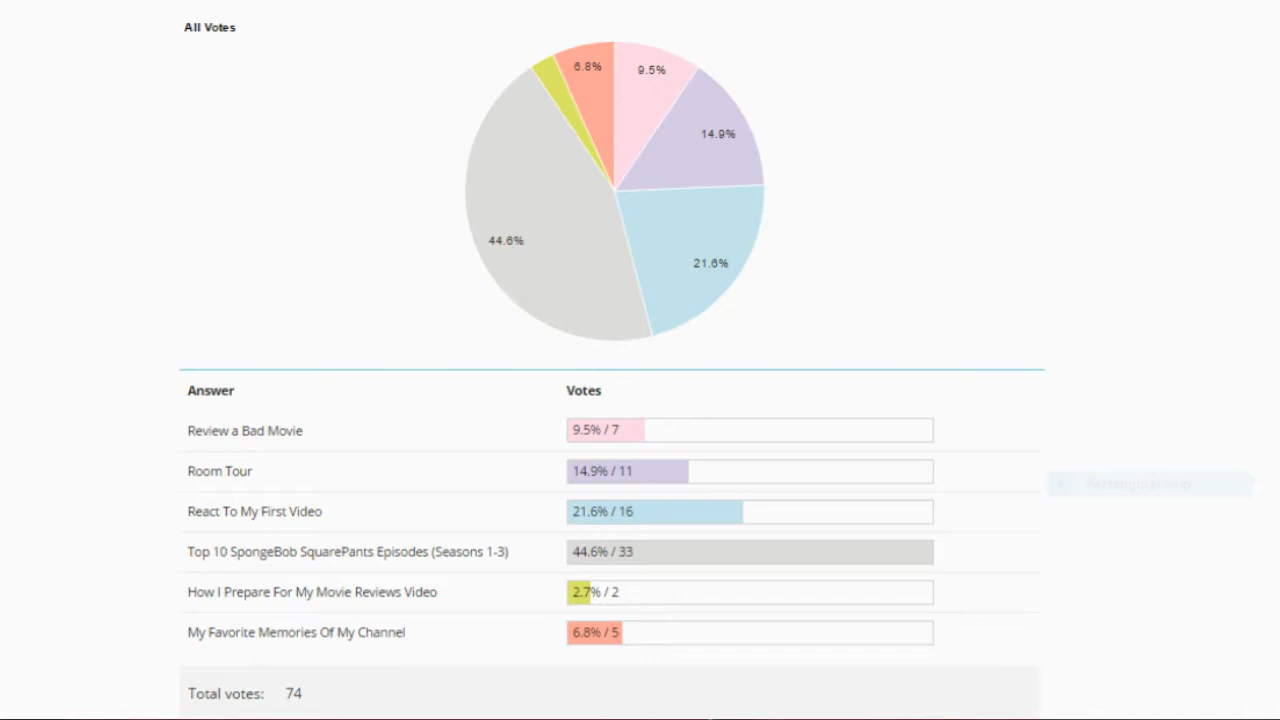 All Votes
6.8%
9.5%
14.9%
44.6%
21.6%
Answer Votes
Review a Bad Movie 9.5% / 7
Room Tour 14.9% / 11
React To My First Video 21.6% / 16
Top 10 SpongeBob SquarePants Episodes (Seasons 1-3) 44.6% / 33
How I Prepare For My Movie Reviews Video 2.7% / 2
My Favorite Memories Of My Channel 6.8% / 5
Total votes: 74